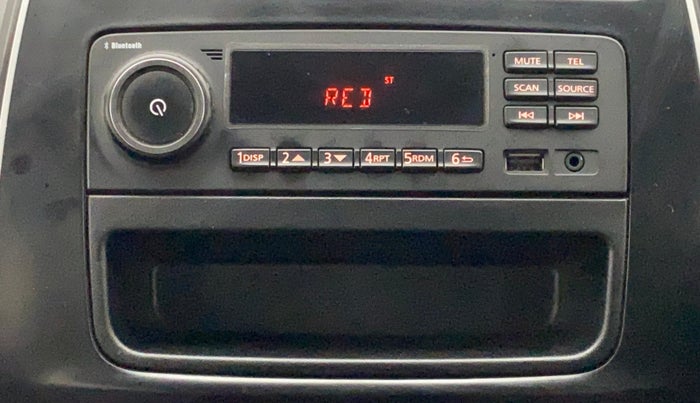 Bluetooth
MUTE TEL
ST
RED
SCAN SOURCE
1DISP 2 3 4RPT 5RDM 6